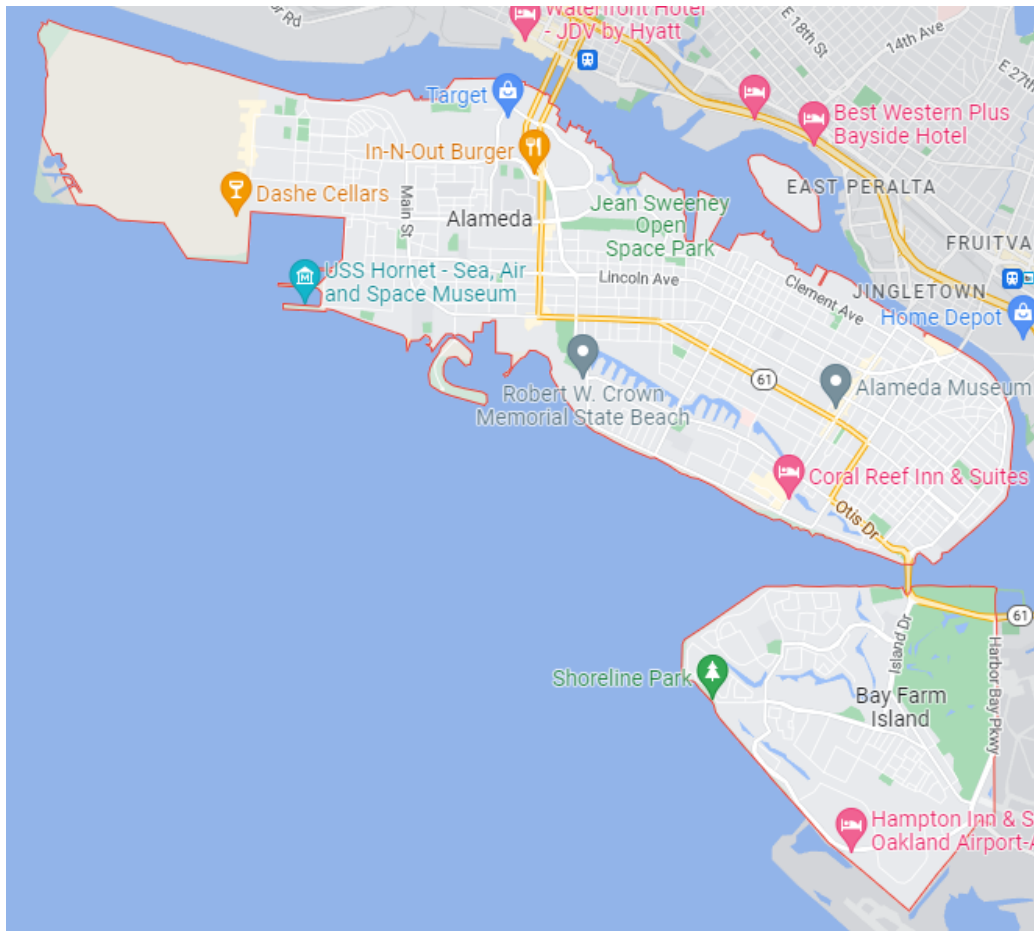 Waterfront Hotel
- JDV by Hyatt
Rd
E 18th St
14th Ave
E 27th
Target
Best Western Plus
Bayside Hotel
In-N-Out Burger
EAST PERALTA
Dashe Cellars
Main St
Alameda
Jean Sweeney
Open
Space Park
FRUITVA
USS Hornet - Sea, Air
and Space Museum
Lincoln Ave
Clement Ave
JINGLETOWN
Home Depot
61
Robert W. Crown
Memorial State Beach
Alameda Museum
Coral Reef Inn & Suites
Otis Dr
61
Island Dr
Harbor Bay Pkwy
Shoreline Park
Bay Farm
Island
Hampton Inn & S
Oakland Airport-A